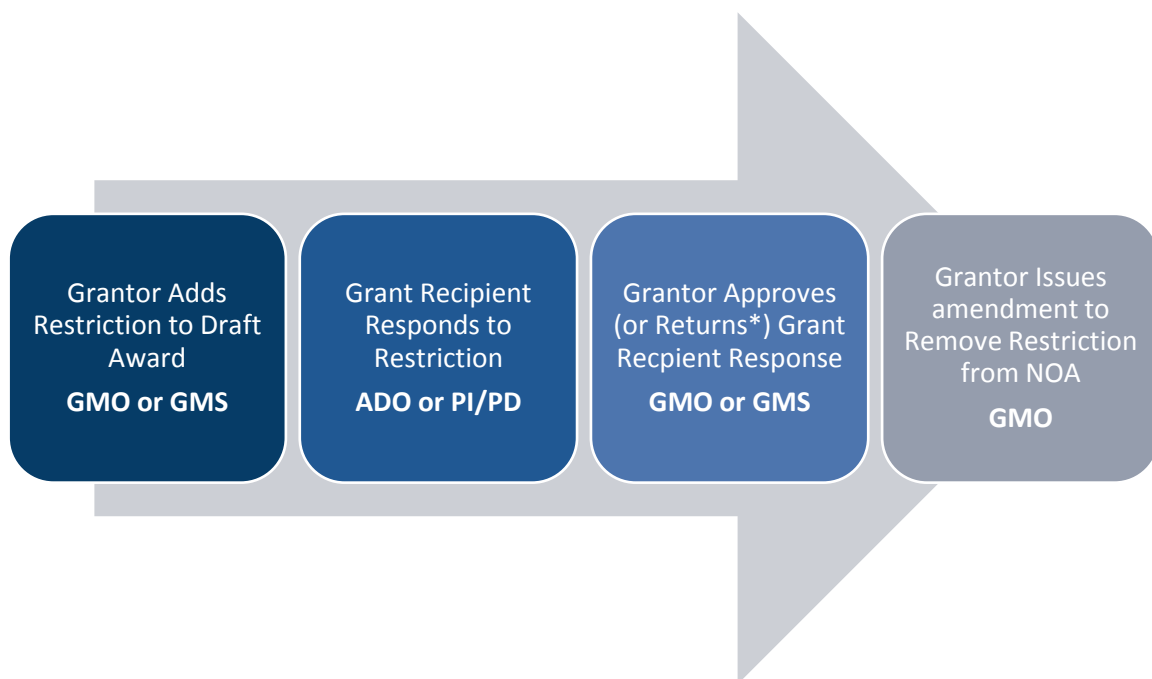 Grantor Adds
Restriction to Draft
Award
GMO or GMS
Grant Recipient
Responds to
Restriction
ADO or PI/PD
Grantor Approves
(or Returns*) Grant
Recpient Response
GMO or GMS
Grantor Issues
amendment to
Remove Restriction
from NOA
GMO